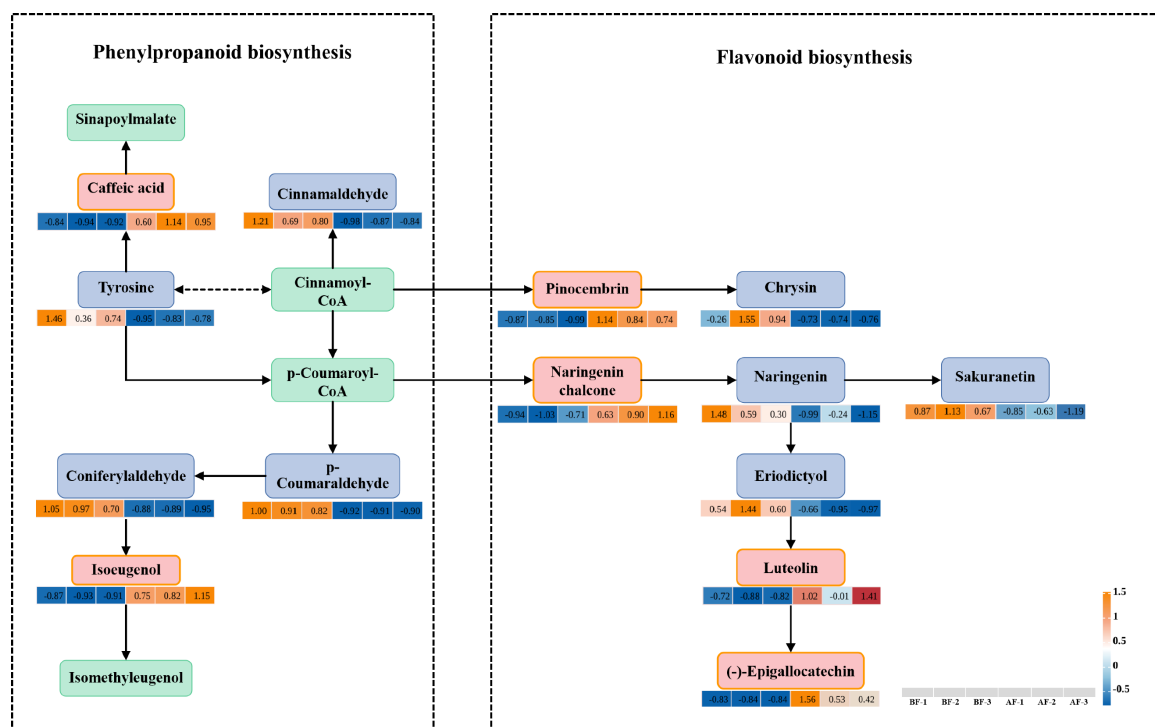 Phenylpropanoid biosynthesis
Flavonoid biosynthesis
Sinapoylmalate
Caffeic acid
-0.84 -0.94 -0.92 0.60 1.14 0.95
Cinnamaldehyde
1.21 0.69 0.80 -0.98 -0.87 -0.84
Tyrosine
1.46 0.36 0.74 -0.95 -0.83 -0.78
Cinnamoyl-
CoA
Pinocembrin
-0.87 -0.85 -0.99 1.14 0.84 0.74
Chrysin
-0.26 1.55 0.94 -0.73 -0.74 -0.76
p-Coumaroyl-
CoA
Naringenin
chalcone
-0.94 -1.03 -0.71 0.63 0.90 1.16
Naringenin
1.48 0.59 0.30 -0.99 -0.24 -1.15
Sakuranetin
0.87 1.13 0.67 -0.85 -0.63 -1.19
Coniferylaldehyde
1.05 0.97 0.70 -0.88 -0.89 -0.95
p-
Coumaraldehyde
1.00 0.91 0.82 -0.92 -0.91 -0.90
Eriodictyol
0.54 1.44 0.60 -0.66 -0.95 -0.97
Isoeugenol
-0.87 -0.93 -0.91 0.75 0.82 1.15
Luteolin
-0.72 -0.88 -0.82 1.02 -0.01 1.41
Isomethyleugenol
(-)-Epigallocatechin
-0.83 -0.84 -0.84 1.56 0.53 0.42
1.5
1
0.5
0
-0.5
BF-1 BF-2 BF-3 AF-1 AF-2 AF-3